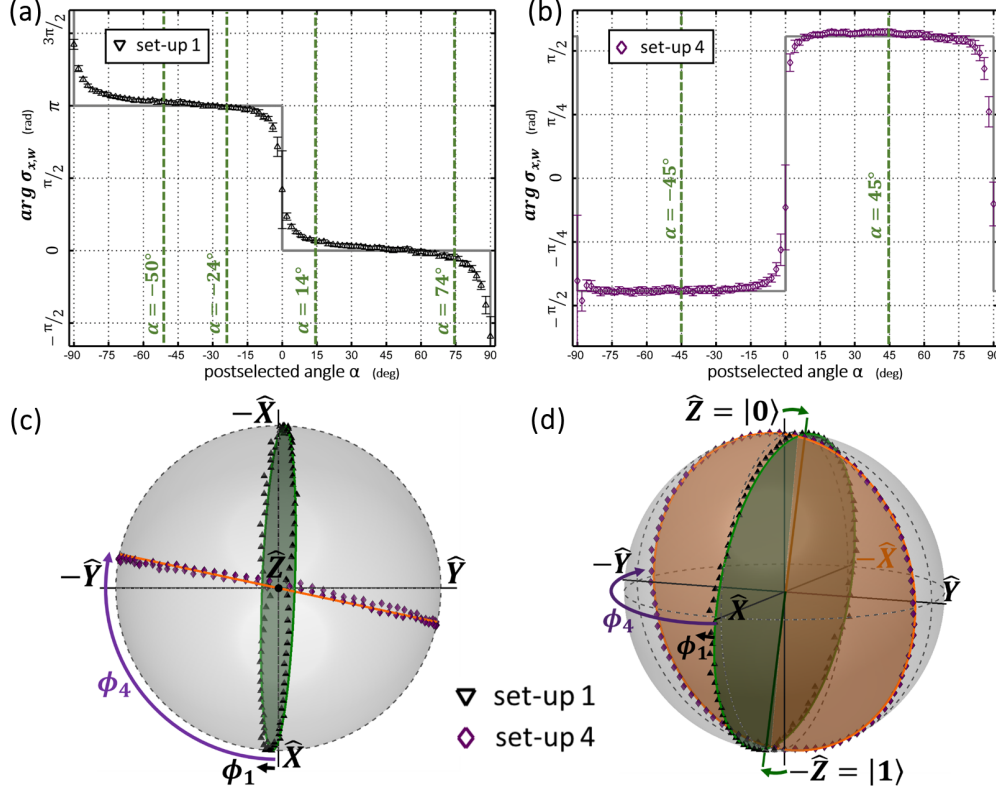 (a)
set-up 1
3π/2
π
π/2
0
−π/2
arg σx,w (rad)
α = −50°
α = −24°
α = 14°
α = 74°
-90 -75 -60 -45 -30 -15 0 15 30 45 60 75 90
postselected angle α (deg)
(b)
set-up 4
π/2
π/4
0
−π/4
−π/2
arg σx,w (rad)
α = −45°
α = 45°
-90 -75 -60 -45 -30 -15 0 15 30 45 60 75 90
postselected angle α (deg)
(c)
−X̂
−Ŷ
Ẑ
Ŷ
ϕ4
ϕ1
X̂
set-up 1
set-up 4
(d)
Ẑ = |0⟩
−X̂
−Ŷ
Ŷ
X̂
ϕ4
ϕ1
−Ẑ = |1⟩